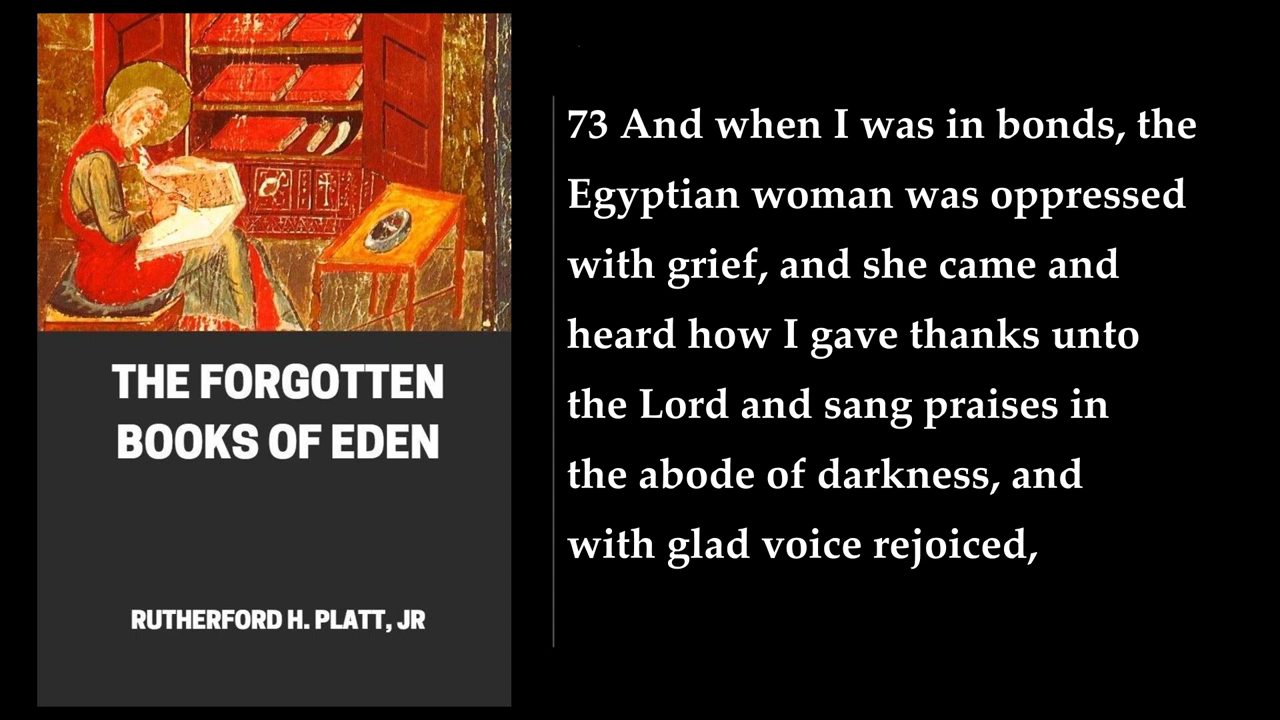 THE FORGOTTEN
BOOKS OF EDEN
RUTHERFORD H. PLATT, JR
73 And when I was in bonds, the
Egyptian woman was oppressed
with grief, and she came and
heard how I gave thanks unto
the Lord and sang praises in
the abode of darkness, and
with glad voice rejoiced,